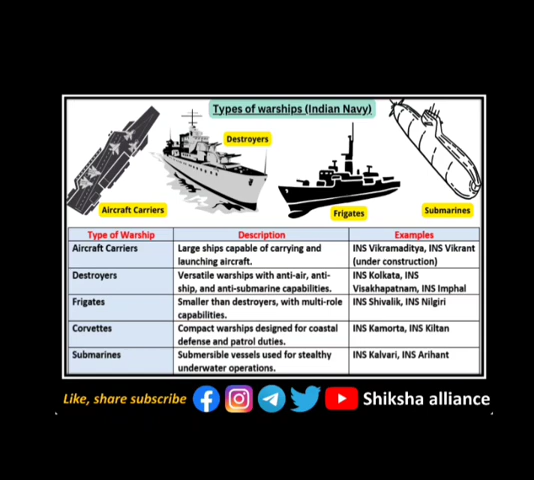 Types of warships (Indian Navy)
Destroyers
Aircraft Carriers
Frigates
Submarines
Type of Warship Description Examples
Aircraft Carriers Large ships capable of carrying and INS Vikramaditya, INS Vikrant
launching aircraft. (under construction)
Destroyers Versatile warships with anti-air, anti- INS Kolkata, INS
ship, and anti-submarine capabilities. Visakhapatnam, INS Imphal
Frigates Smaller than destroyers, with multi-role INS Shivalik, INS Nilgiri
capabilities.
Corvettes Compact warships designed for coastal INS Kamorta, INS Kiltan
defense and patrol duties.
Submarines Submersible vessels used for stealthy INS Kalvari, INS Arihant
underwater operations.
Like, share subscribe Shiksha alliance